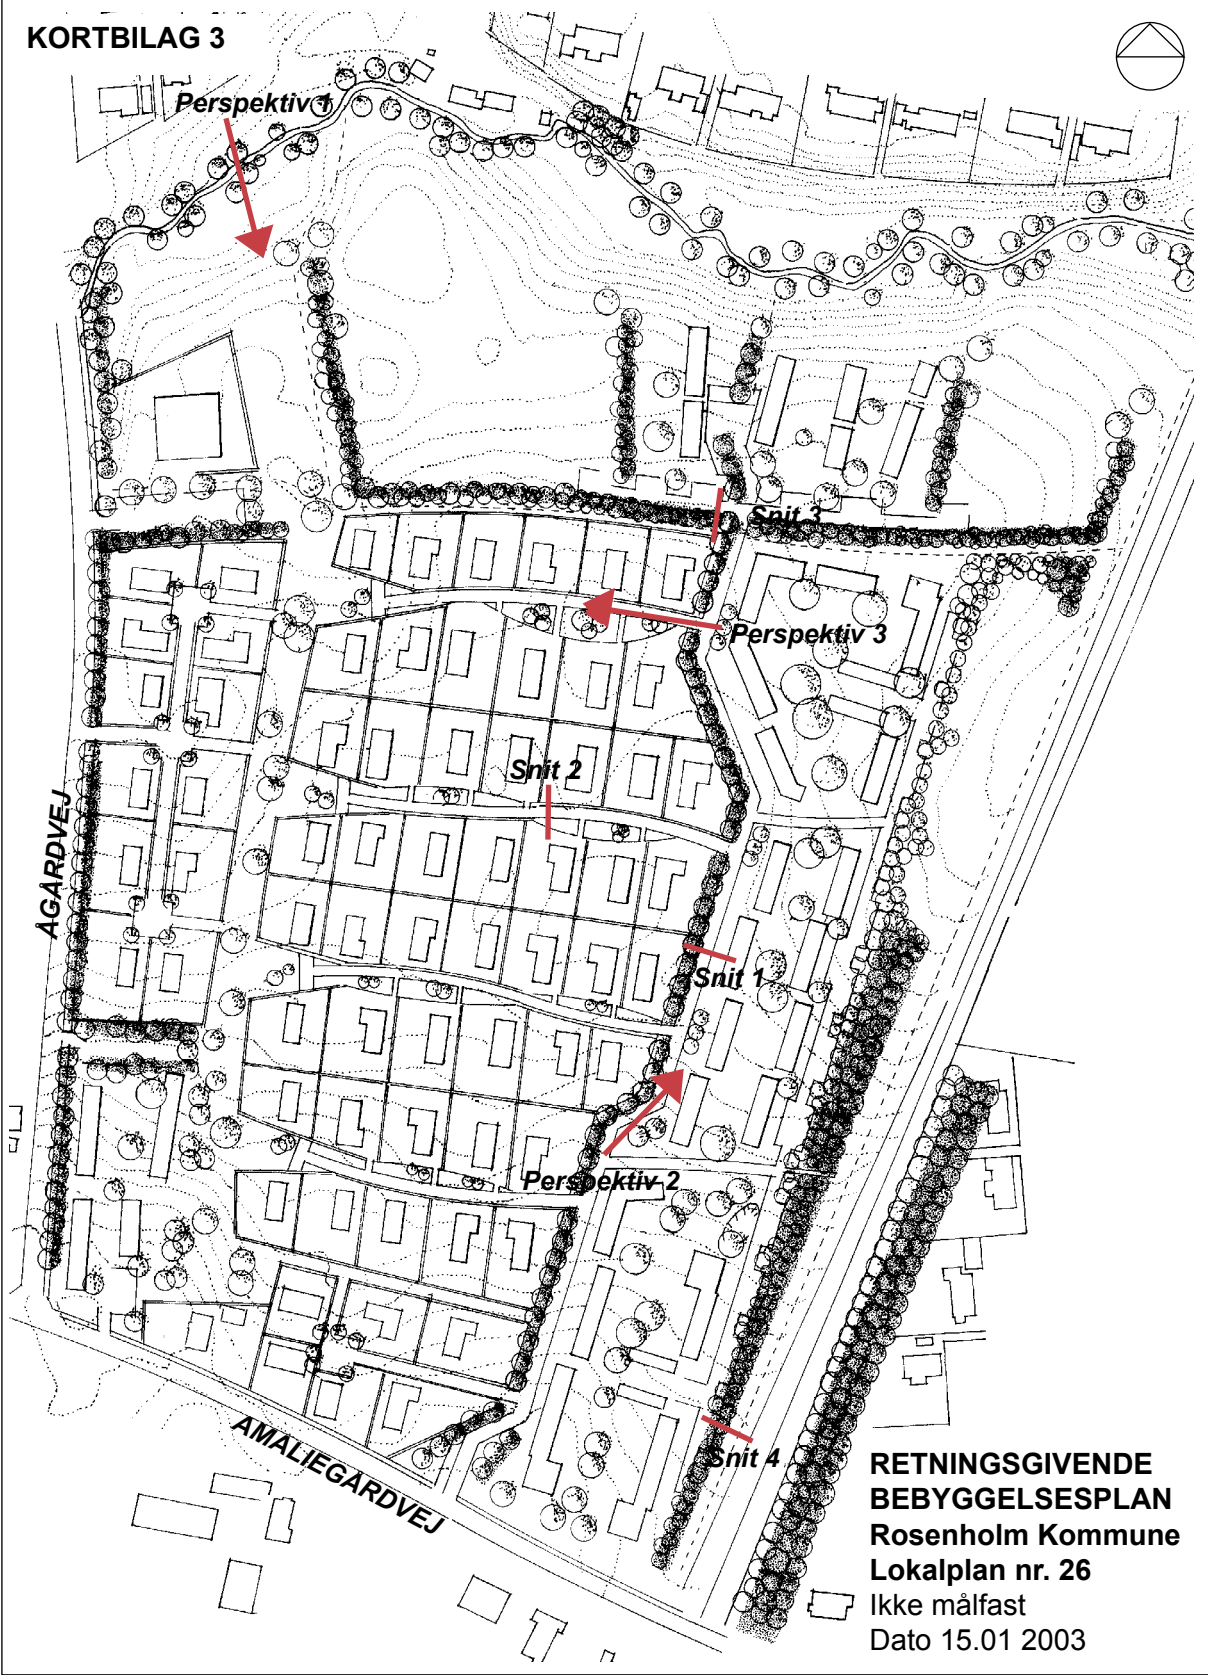 KORTBILAG 3
Perspektiv 1
Snit 3
Perspektiv 3
Snit 2
ÅGÅRDVEJ
Snit 1
Perspektiv 2
AMALIEGÅRDVEJ
Snit 4
RETNINGSGIVENDE
BEBYGGELSESPLAN
Rosenholm Kommune
Lokalplan nr. 26
Ikke målfast
Dato 15.01 2003